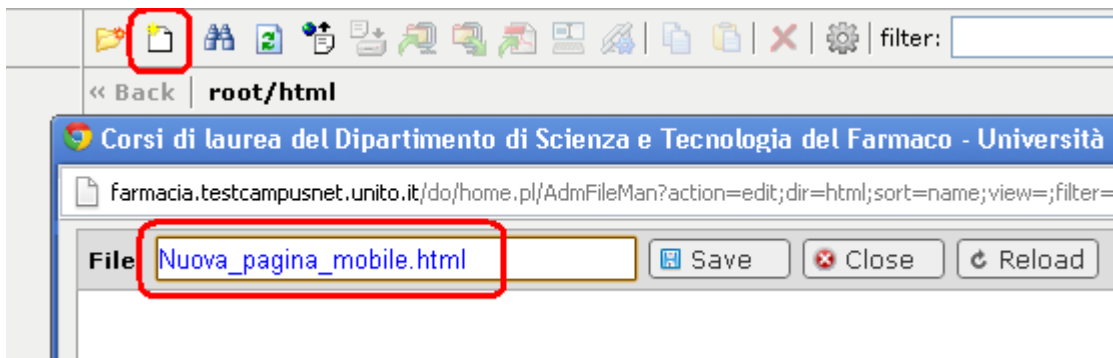 filter:
« Back | root/html
Corsi di laurea del Dipartimento di Scienza e Tecnologia del Farmaco - Università
farmacia.testcampusnet.unito.it/do/home.pl/AdmFileMan?action=edit;dir=html;sort=name;view=;filter=
File Nuova_pagina_mobile.html Save Close Reload